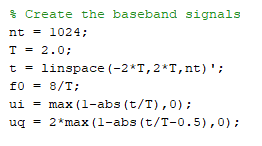 % Create the baseband signals
nt = 1024;
T = 2.0;
t = linspace(-2*T,2*T,nt)';
f0 = 8/T;
ui = max(1-abs(t/T),0);
uq = 2*max(1-abs(t/T-0.5),0);